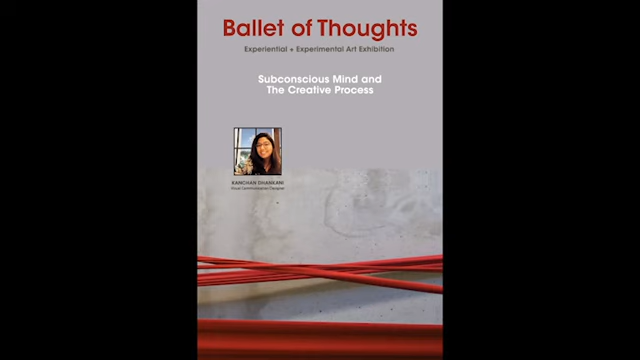 Ballet of Thoughts
Experiential + Experimental Art Exhibition
Subconscious Mind and
The Creative Process
KANCHAN DHANKANI
Visual Communication Designer